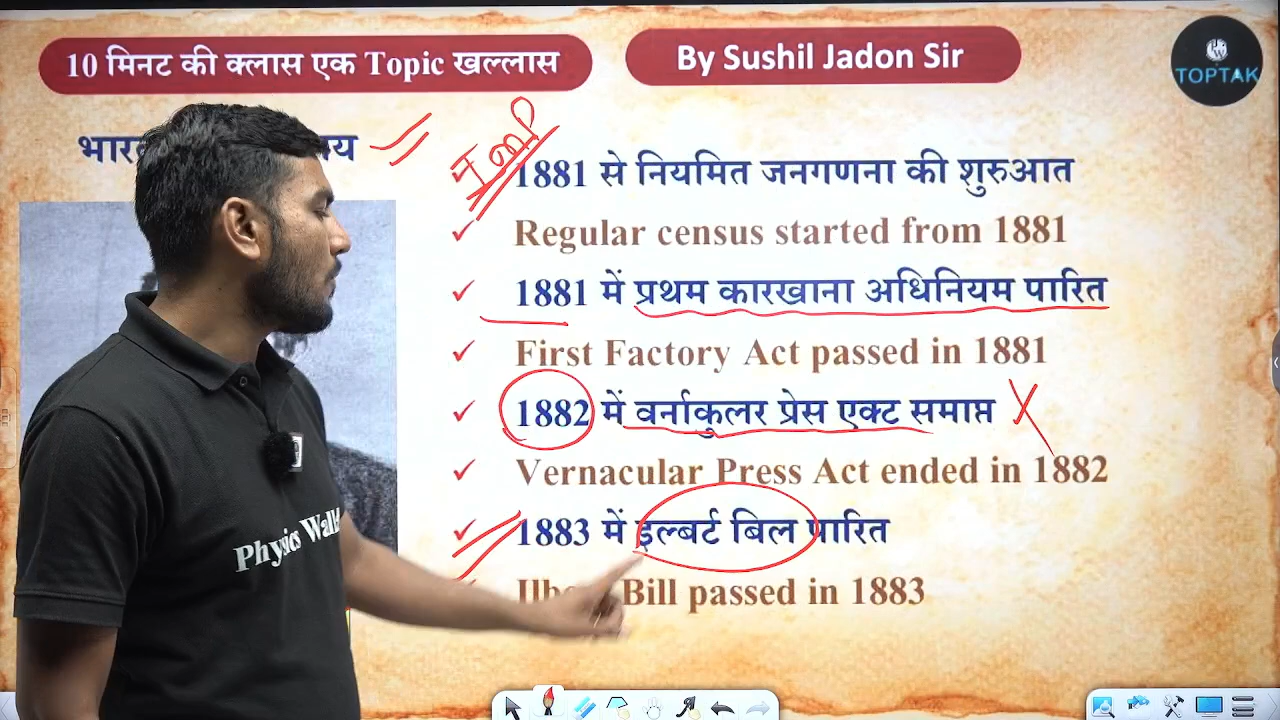 10 मिनट की क्लास एक Topic खल्लास
By Sushil Jadon Sir
TOPTAK
Imp
1881 से नियमित जनगणना की शुरुआत
Regular census started from 1881
1881 में प्रथम कारखाना अधिनियम पारित
First Factory Act passed in 1881
1882 में वर्नाकुलर प्रेस एक्ट समाप्त
Vernacular Press Act ended in 1882
1883 में इल्बर्ट बिल पारित
Bill passed in 1883
Physics Wallah